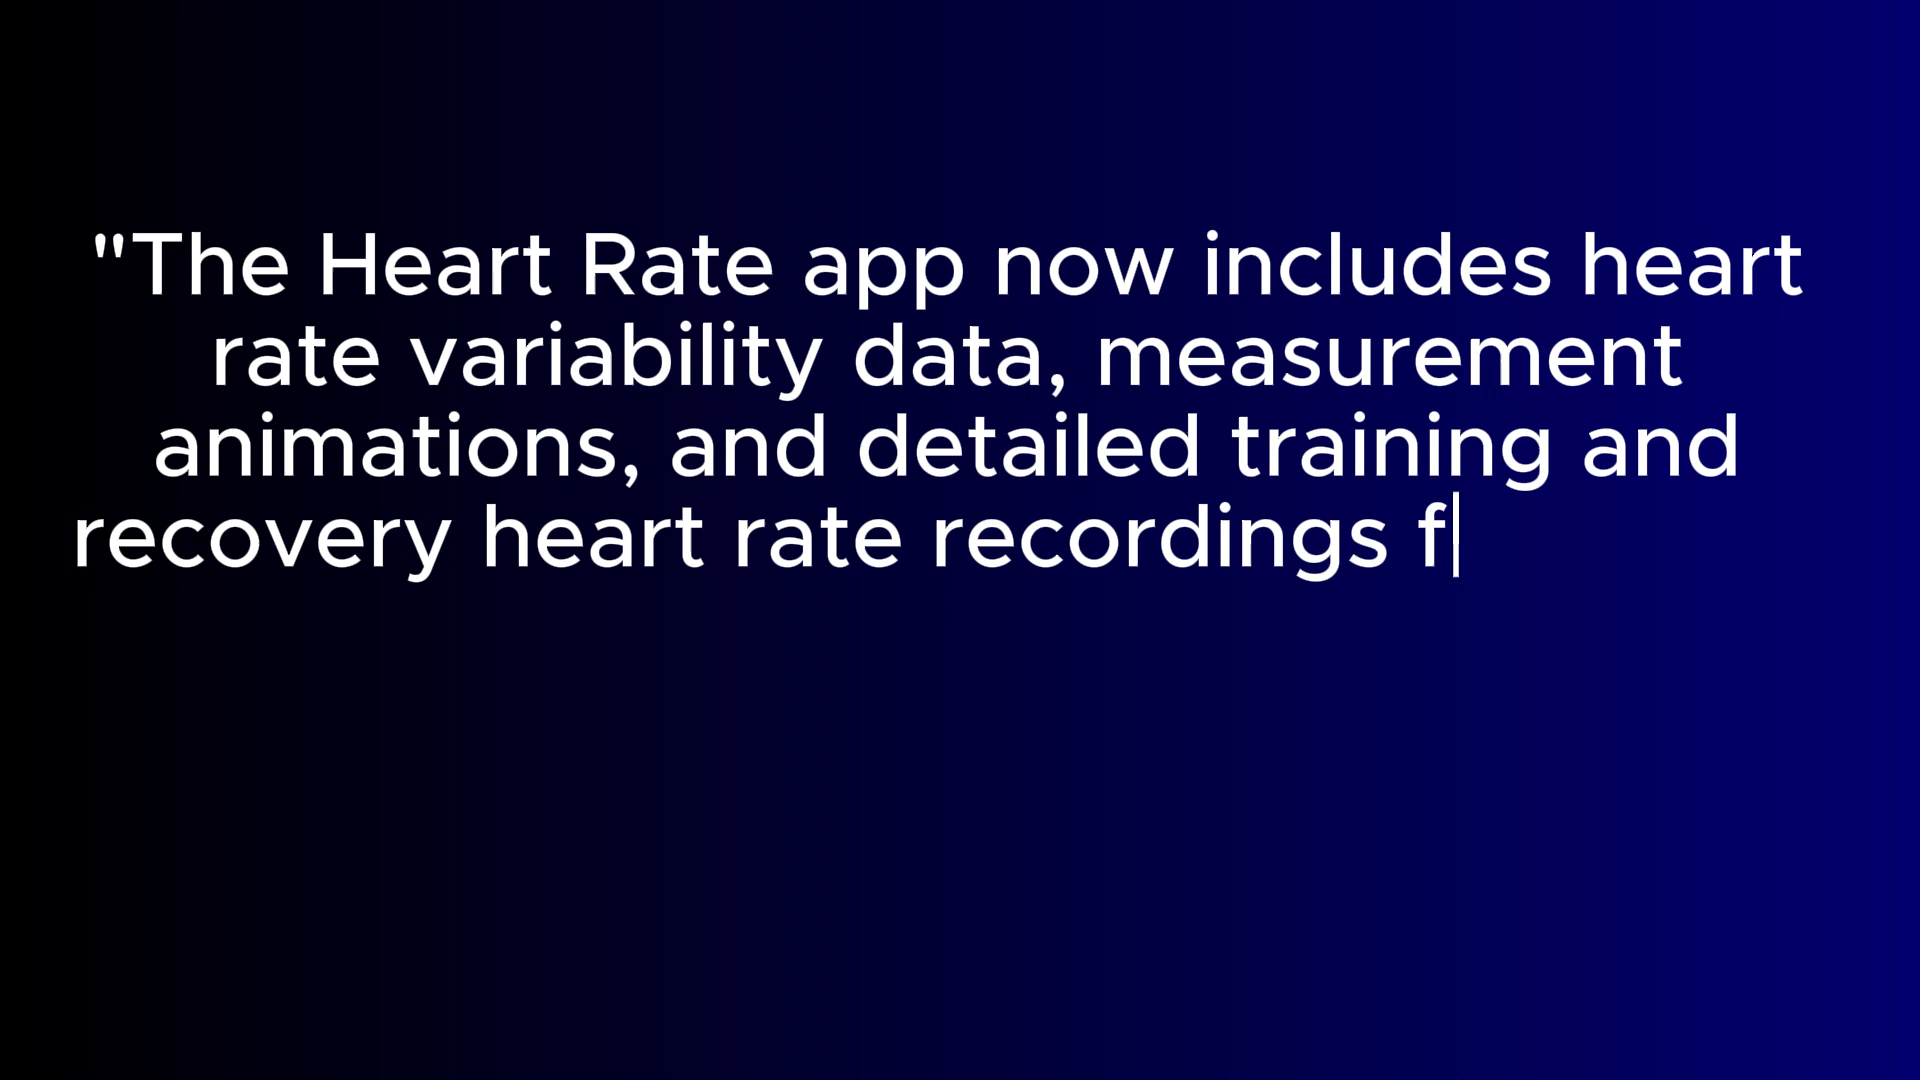 "The Heart Rate app now includes heart
rate variability data, measurement
animations, and detailed training and
recovery heart rate recordings f